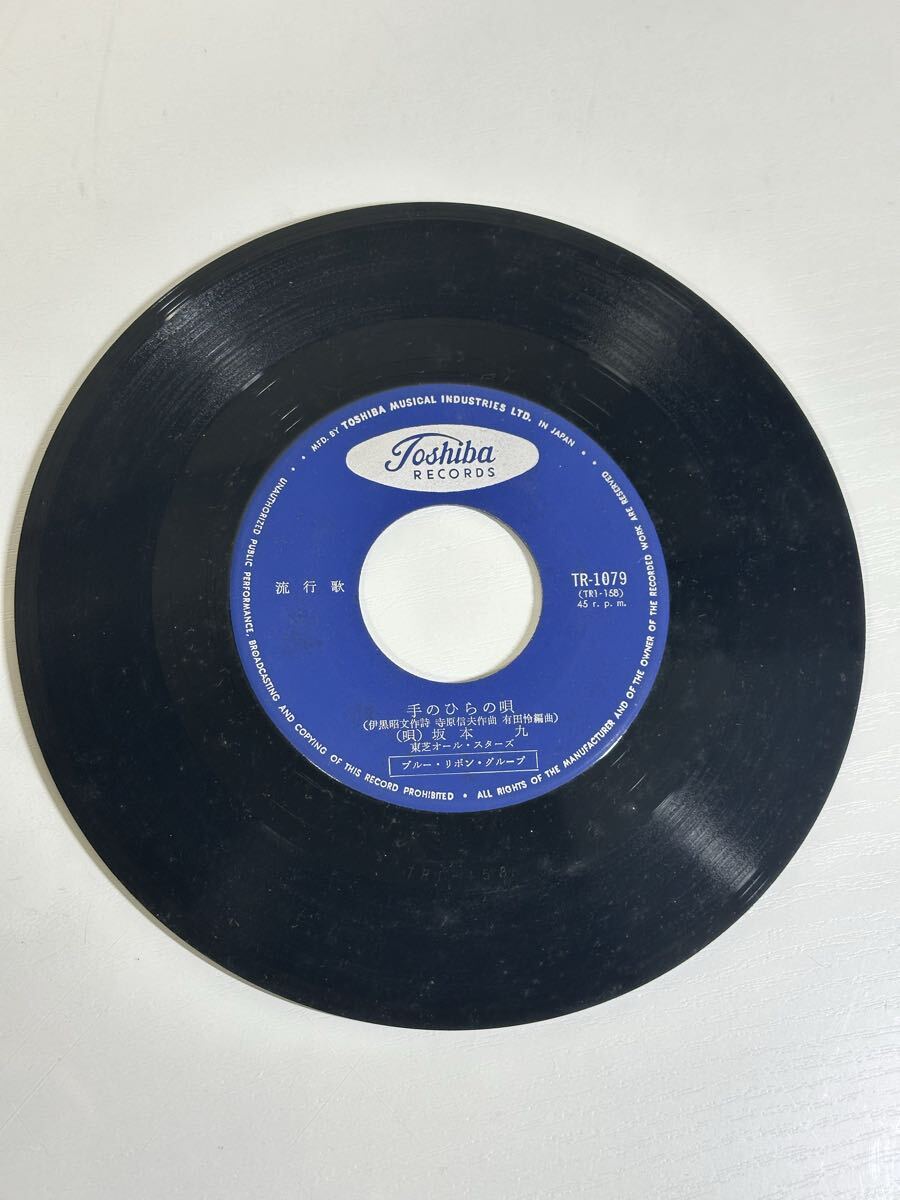 • • MFD. BY TOSHIBA MUSICAL INDUSTRIES LTD. IN JAPAN • •
Toshiba
RECORDS
流行歌
TR-1079
(TR1-158)
45 r. p. m.
手のひらの唄
(伊黒昭文作詩 寺原信夫作曲 有田怜編曲)
(唄) 坂本 九
東芝オール・スターズ
ブルー・リボン・グループ
UNAUTHORIZED PUBLIC PERFORMANCE, BROADCASTING AND COPYING OF THIS RECORD PROHIBITED • ALL RIGHTS OF THE MANUFACTURER AND OF THE OWNER OF THE RECORDED WORK ARE RESERVED
TR1-158